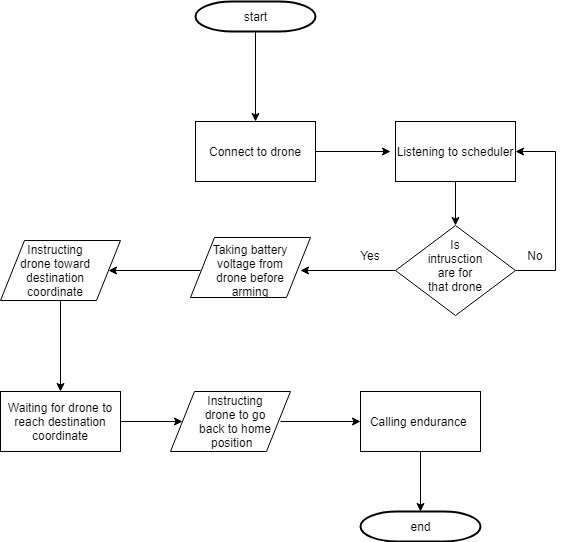 start
Connect to drone
Listening to scheduler
Is
intrusction
are for
that drone
No
Yes
Taking battery
voltage from
drone before
arming
Instructing
drone toward
destination
coordinate
Waiting for drone to
reach destination
coordinate
Instructing
drone to go
back to home
position
Calling endurance
end